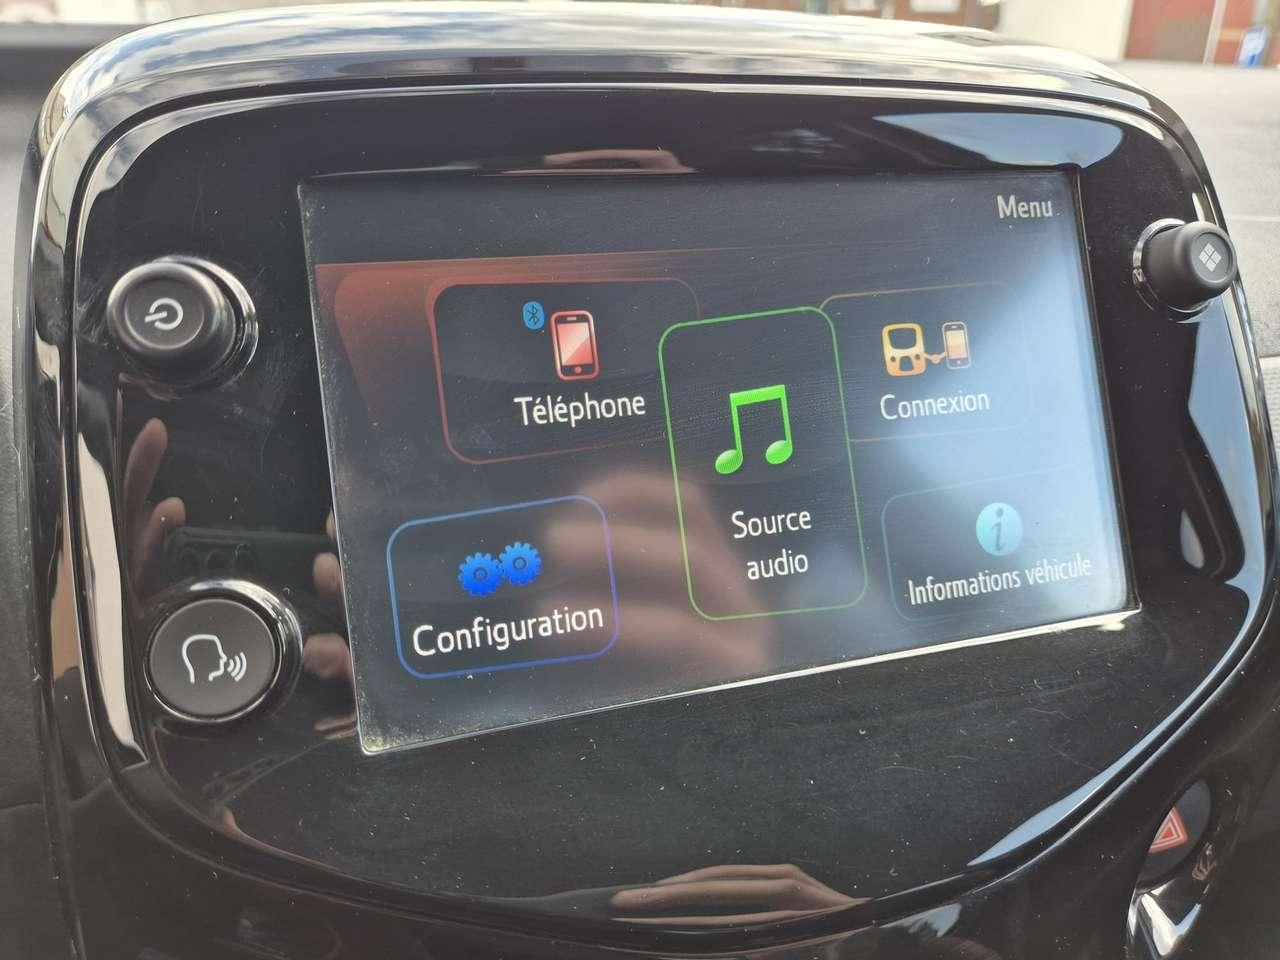 Menu
Téléphone
Connexion
Source
audio
Configuration
Informations véhicule